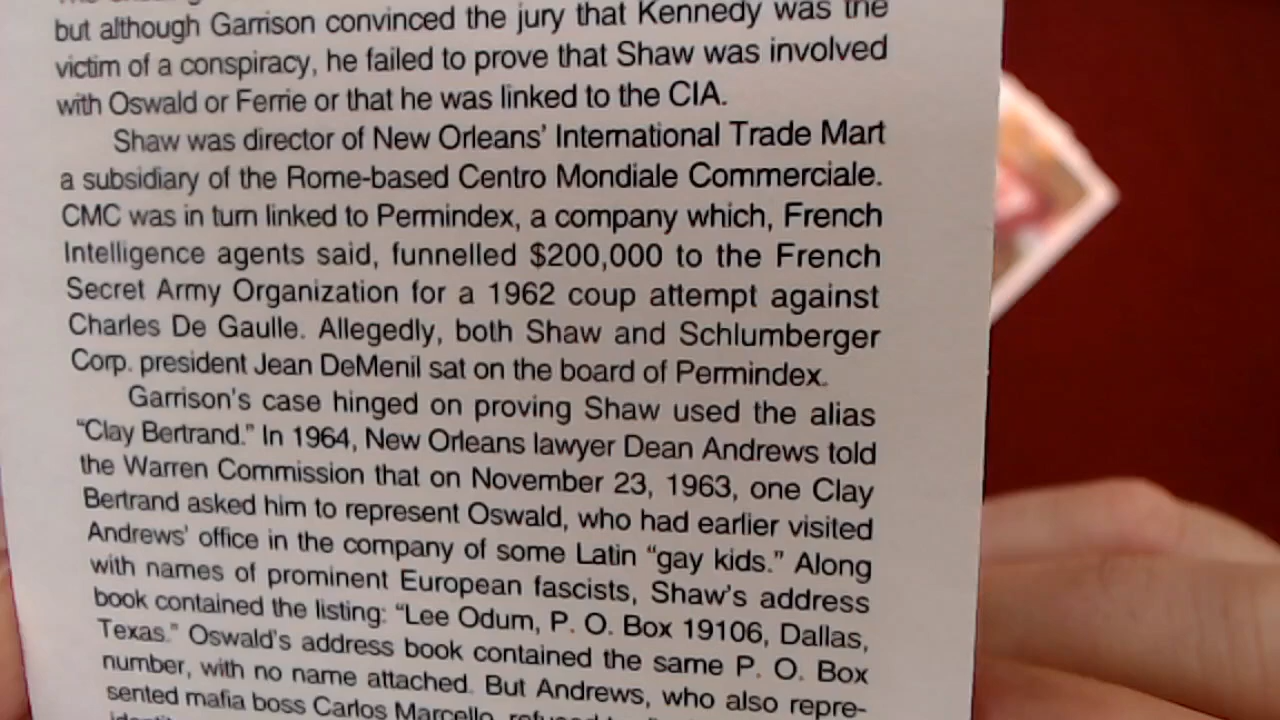 but although Garrison convinced the jury that Kennedy was the
victim of a conspiracy, he failed to prove that Shaw was involved
with Oswald or Ferrie or that he was linked to the CIA.
Shaw was director of New Orleans' International Trade Mart
a subsidiary of the Rome-based Centro Mondiale Commerciale.
CMC was in turn linked to Permindex, a company which, French
Intelligence agents said, funnelled $200,000 to the French
Secret Army Organization for a 1962 coup attempt against
Charles De Gaulle. Allegedly, both Shaw and Schlumberger
Corp. president Jean DeMenil sat on the board of Permindex.
Garrison's case hinged on proving Shaw used the alias
“Clay Bertrand.” In 1964, New Orleans lawyer Dean Andrews told
the Warren Commission that on November 23, 1963, one Clay
Bertrand asked him to represent Oswald, who had earlier visited
Andrews' office in the company of some Latin “gay kids.” Along
with names of prominent European fascists, Shaw's address
book contained the listing: “Lee Odum, P. O. Box 19106, Dallas,
Texas.” Oswald's address book contained the same P. O. Box
number, with no name attached. But Andrews, who also repre-
sented mafia boss Carlos Marcello,